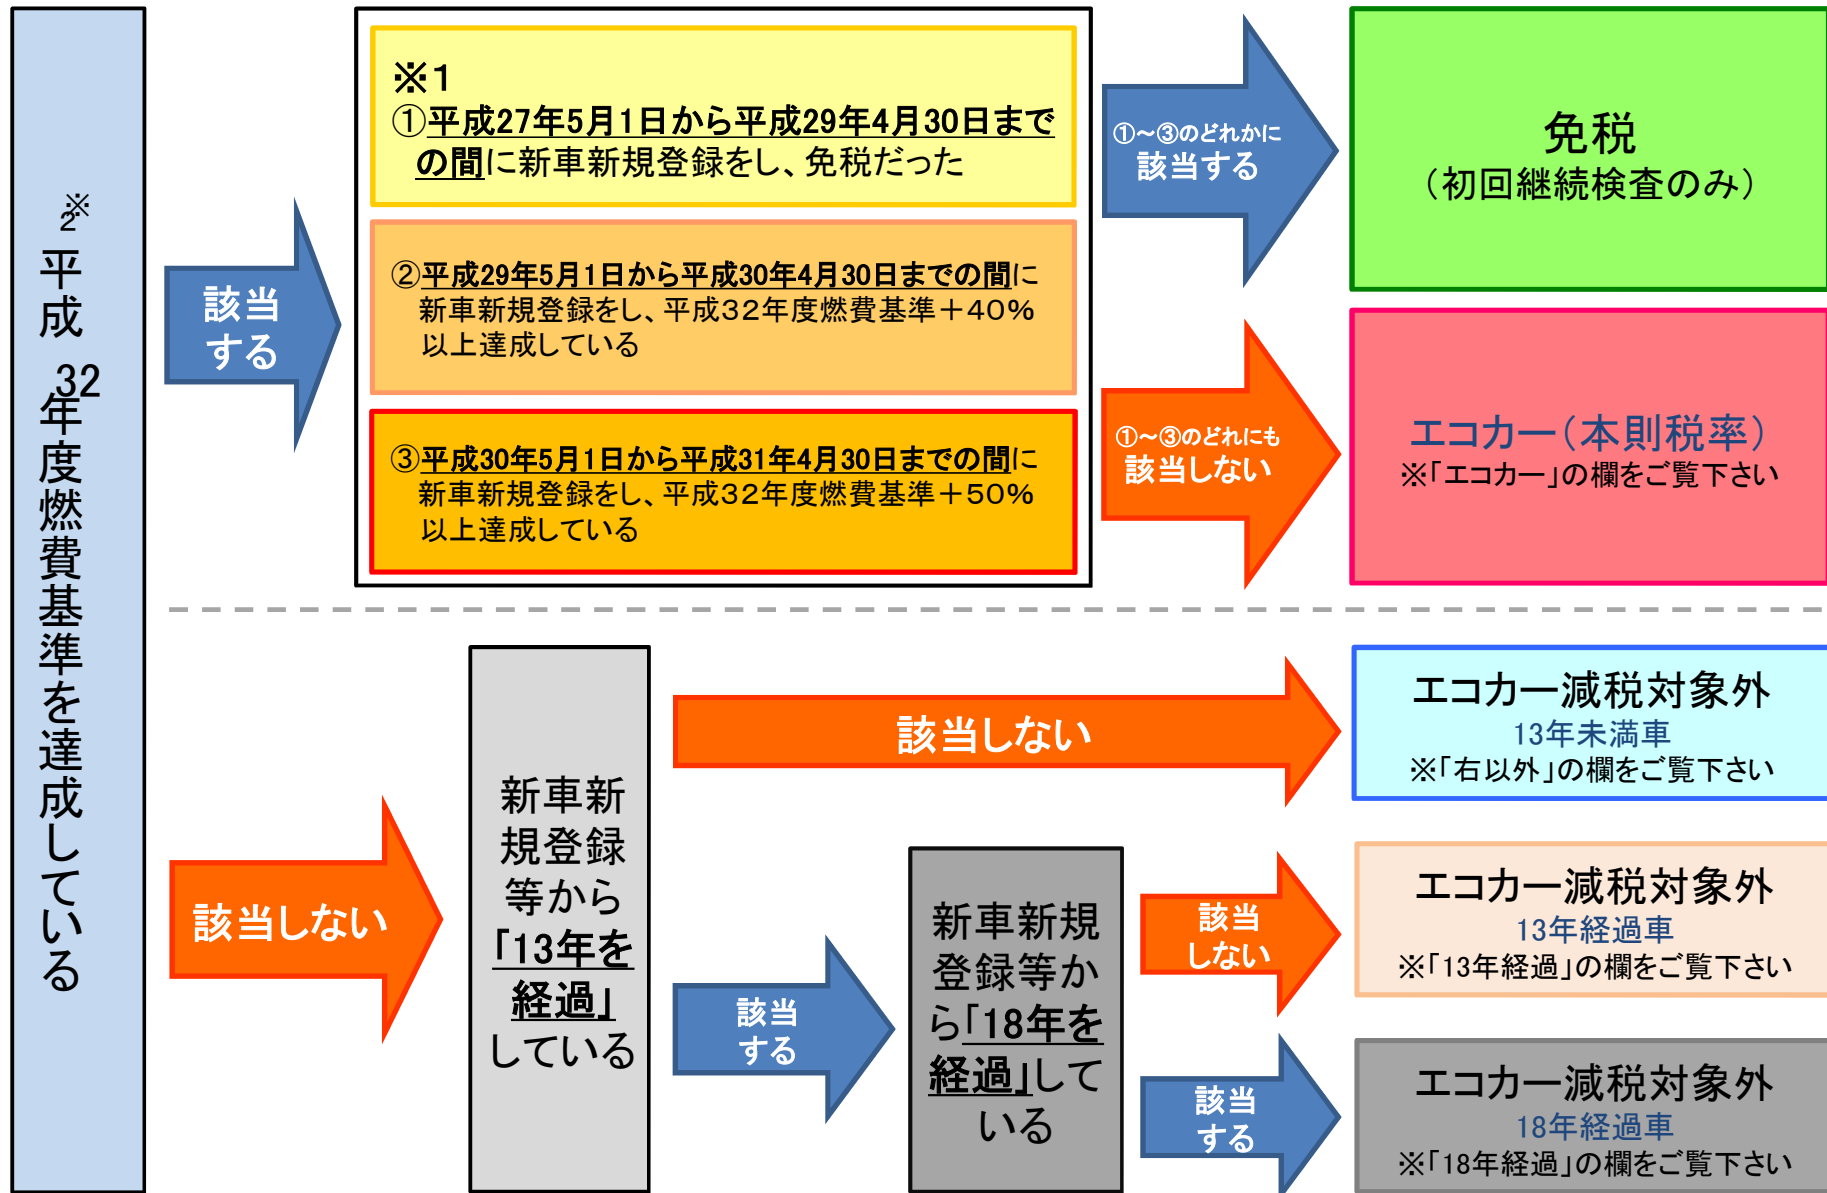 ※2 平成32年度燃費基準を達成している
該当
する
※1
①平成27年5月1日から平成29年4月30日まで
の間に新車新規登録をし、免税だった
②平成29年5月1日から平成30年4月30日までの間に
新車新規登録をし、平成32年度燃費基準+40%
以上達成している
③平成30年5月1日から平成31年4月30日までの間に
新車新規登録をし、平成32年度燃費基準+50%
以上達成している
①~③のどれかに
該当する
免税
(初回継続検査のみ)
①~③のどれにも
該当しない
エコカー(本則税率)
※「エコカー」の欄をご覧下さい
該当しない
新車新
規登録
等から
「13年を
経過」
している
該当しない
エコカー減税対象外
13年未満車
※「右以外」の欄をご覧下さい
該当
する
新車新規
登録等か
ら「18年を
経過」して
いる
該当
しない
エコカー減税対象外
13年経過車
※「13年経過」の欄をご覧下さい
該当
する
エコカー減税対象外
18年経過車
※「18年経過」の欄をご覧下さい